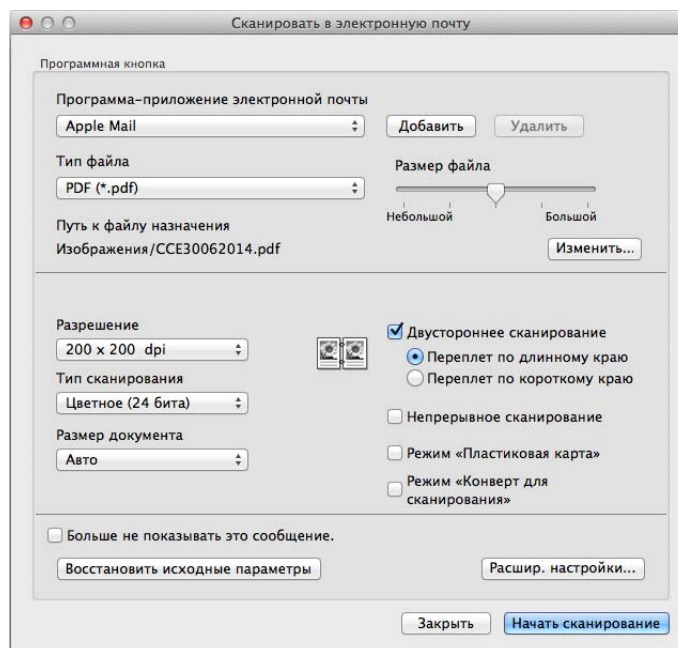 Сканировать в электронную почту
Программная кнопка
Программа-приложение электронной почты
Apple Mail
Добавить
Удалить
Тип файла
Размер файла
PDF (*.pdf)
Небольшой
Большой
Путь к файлу назначения
Изображения/CCE30062014.pdf
Изменить...
Разрешение
200 x 200 dpi
Двустороннее сканирование
Переплет по длинному краю
Переплет по короткому краю
Тип сканирования
Цветное (24 бита)
Непрерывное сканирование
Размер документа
Авто
Режим «Пластиковая карта»
Режим «Конверт для
сканирования»
Больше не показывать это сообщение.
Восстановить исходные параметры
Расшир. настройки...
Закрыть
Начать сканирование